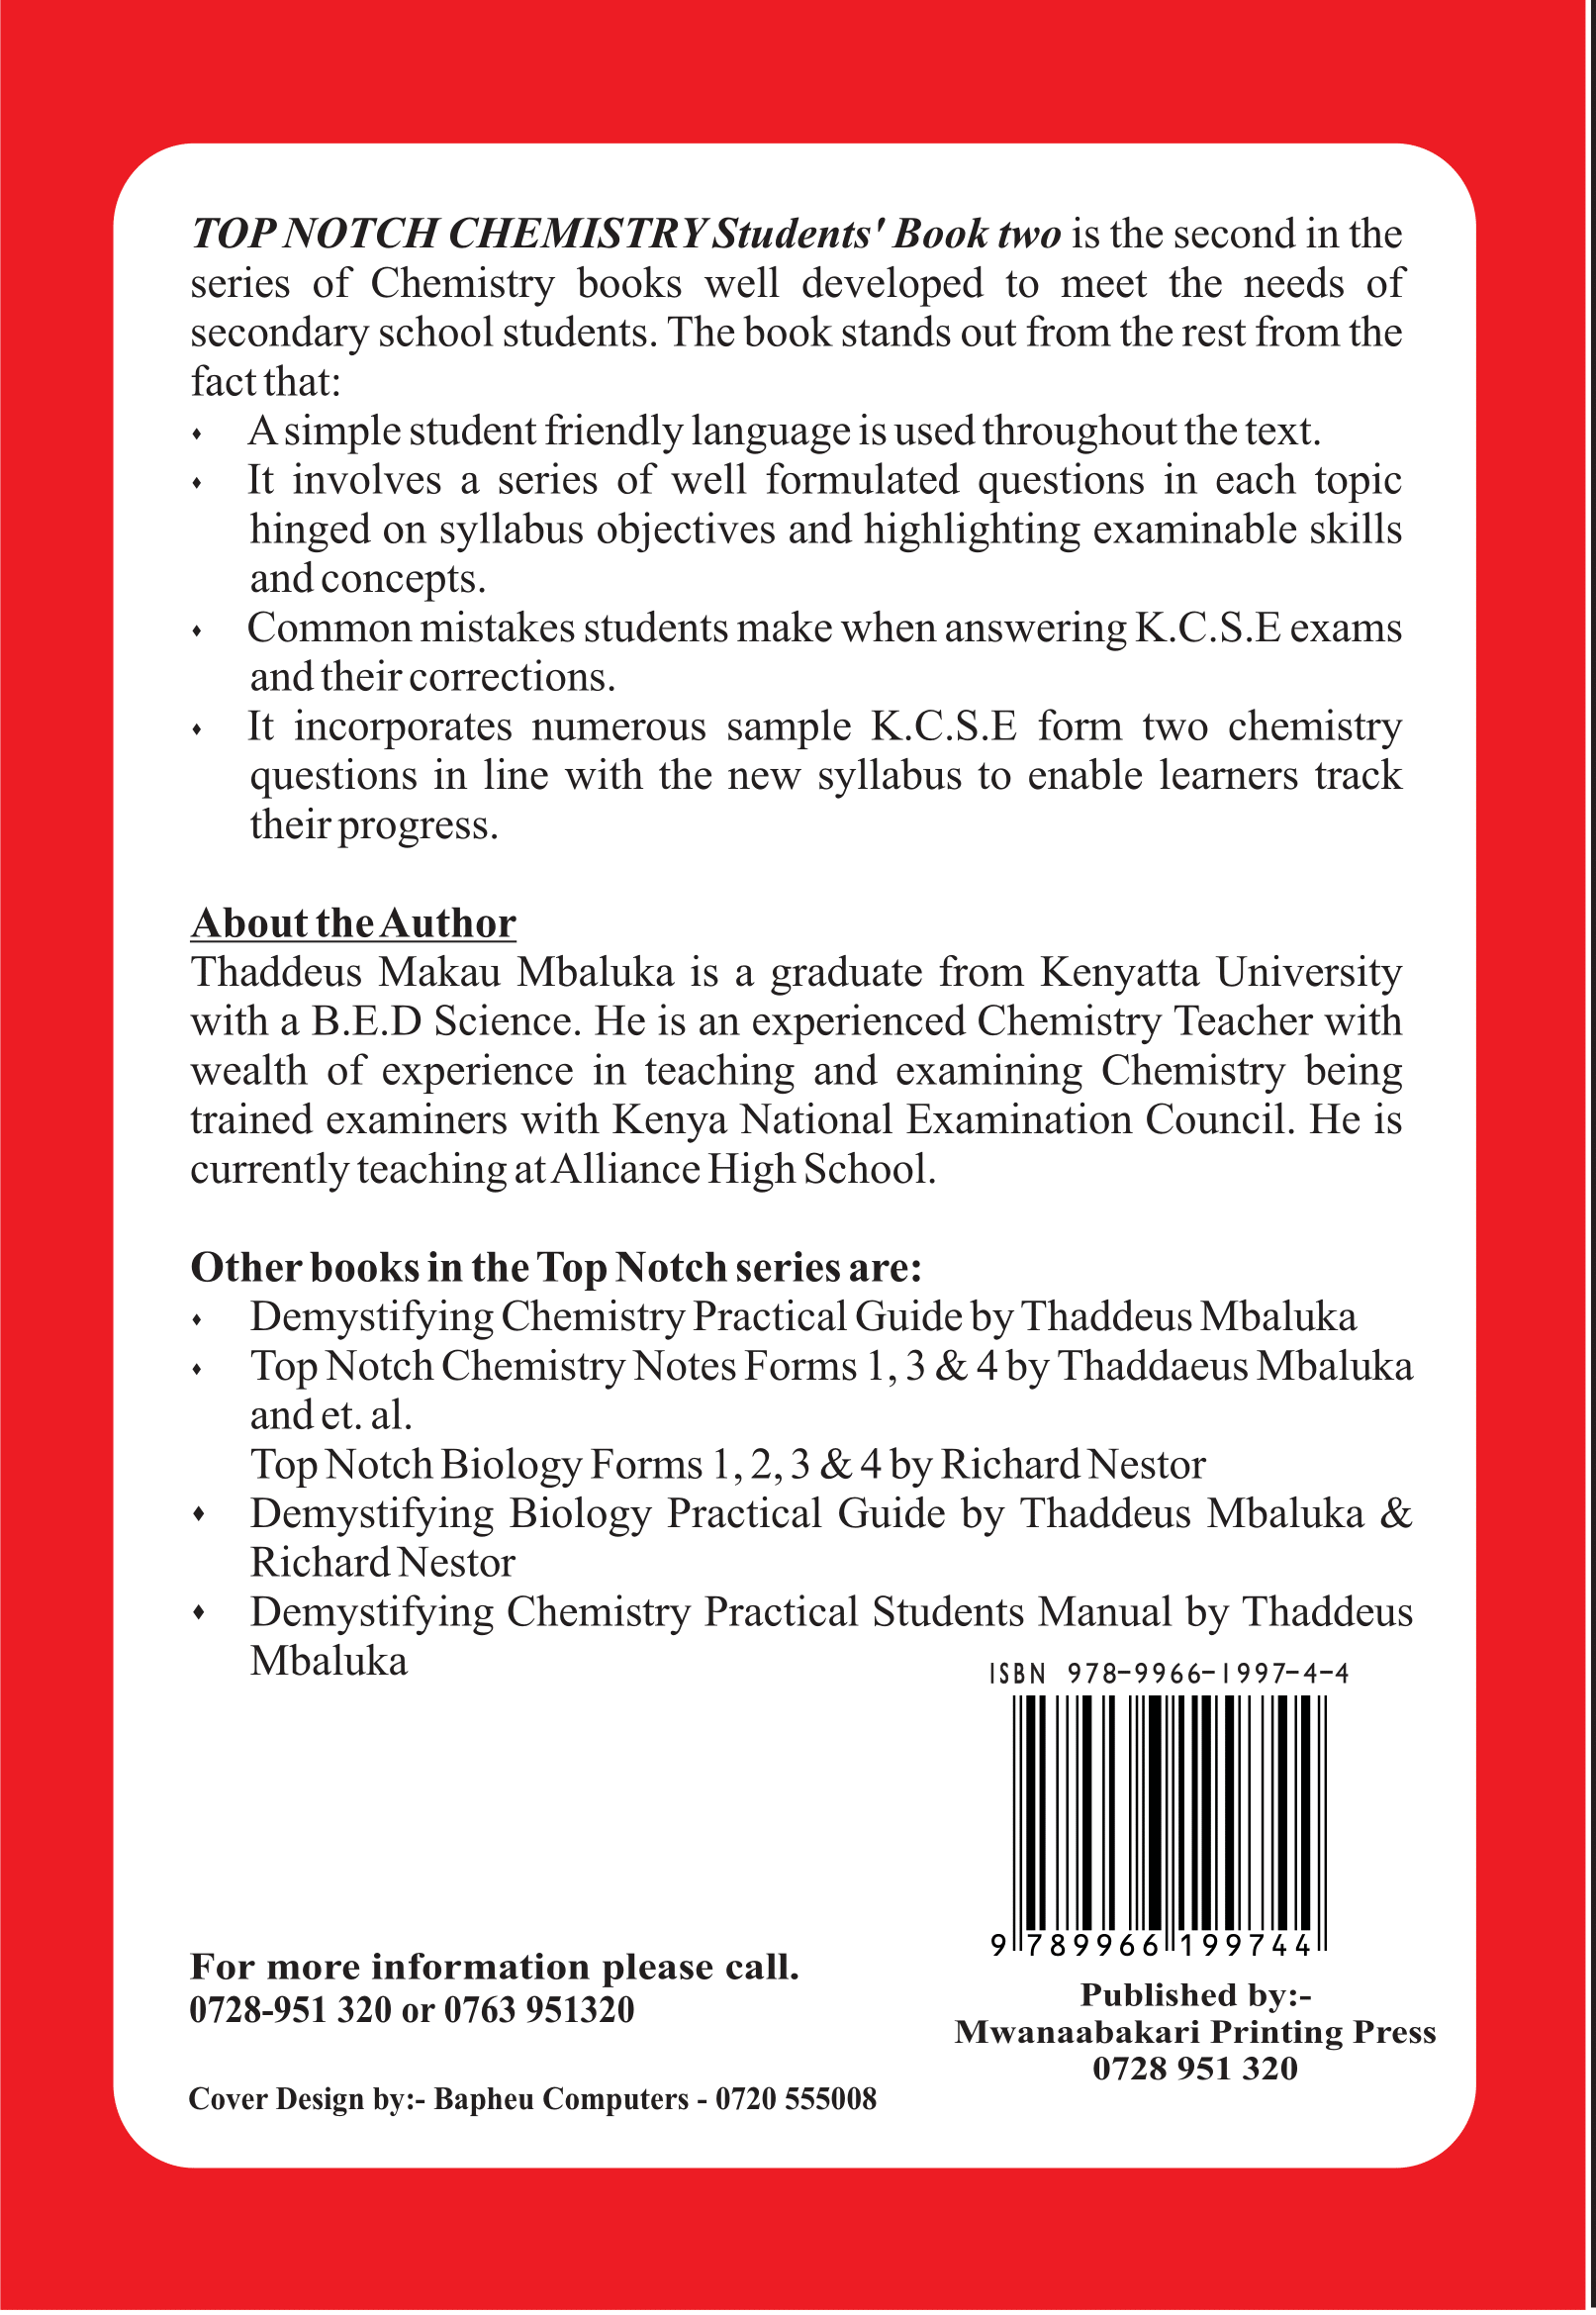 TOP NOTCH CHEMISTRY Students' Book two is the second in the
series of Chemistry books well developed to meet the needs of
secondary school students. The book stands out from the rest from the
fact that:
⬧ A simple student friendly language is used throughout the text.
⬧ It involves a series of well formulated questions in each topic
hinged on syllabus objectives and highlighting examinable skills
and concepts.
⬧ Common mistakes students make when answering K.C.S.E exams
and their corrections.
⬧ It incorporates numerous sample K.C.S.E form two chemistry
questions in line with the new syllabus to enable learners track
their progress.
About the Author
Thaddeus Makau Mbaluka is a graduate from Kenyatta University
with a B.E.D Science. He is an experienced Chemistry Teacher with
wealth of experience in teaching and examining Chemistry being
trained examiners with Kenya National Examination Council. He is
currently teaching at Alliance High School.
Other books in the Top Notch series are:
⬧ Demystifying Chemistry Practical Guide by Thaddeus Mbaluka
⬧ Top Notch Chemistry Notes Forms 1, 3 & 4 by Thaddaeus Mbaluka
and et. al.
Top Notch Biology Forms 1, 2, 3 & 4 by Richard Nestor
⬧ Demystifying Biology Practical Guide by Thaddeus Mbaluka &
Richard Nestor
⬧ Demystifying Chemistry Practical Students Manual by Thaddeus
Mbaluka
ISBN 978-9966-1997-4-4
9 789966 199744
For more information please call.
0728-951 320 or 0763 951320
Published by:-
Mwanaabakari Printing Press
0728 951 320
Cover Design by:- Bapheu Computers - 0720 555008